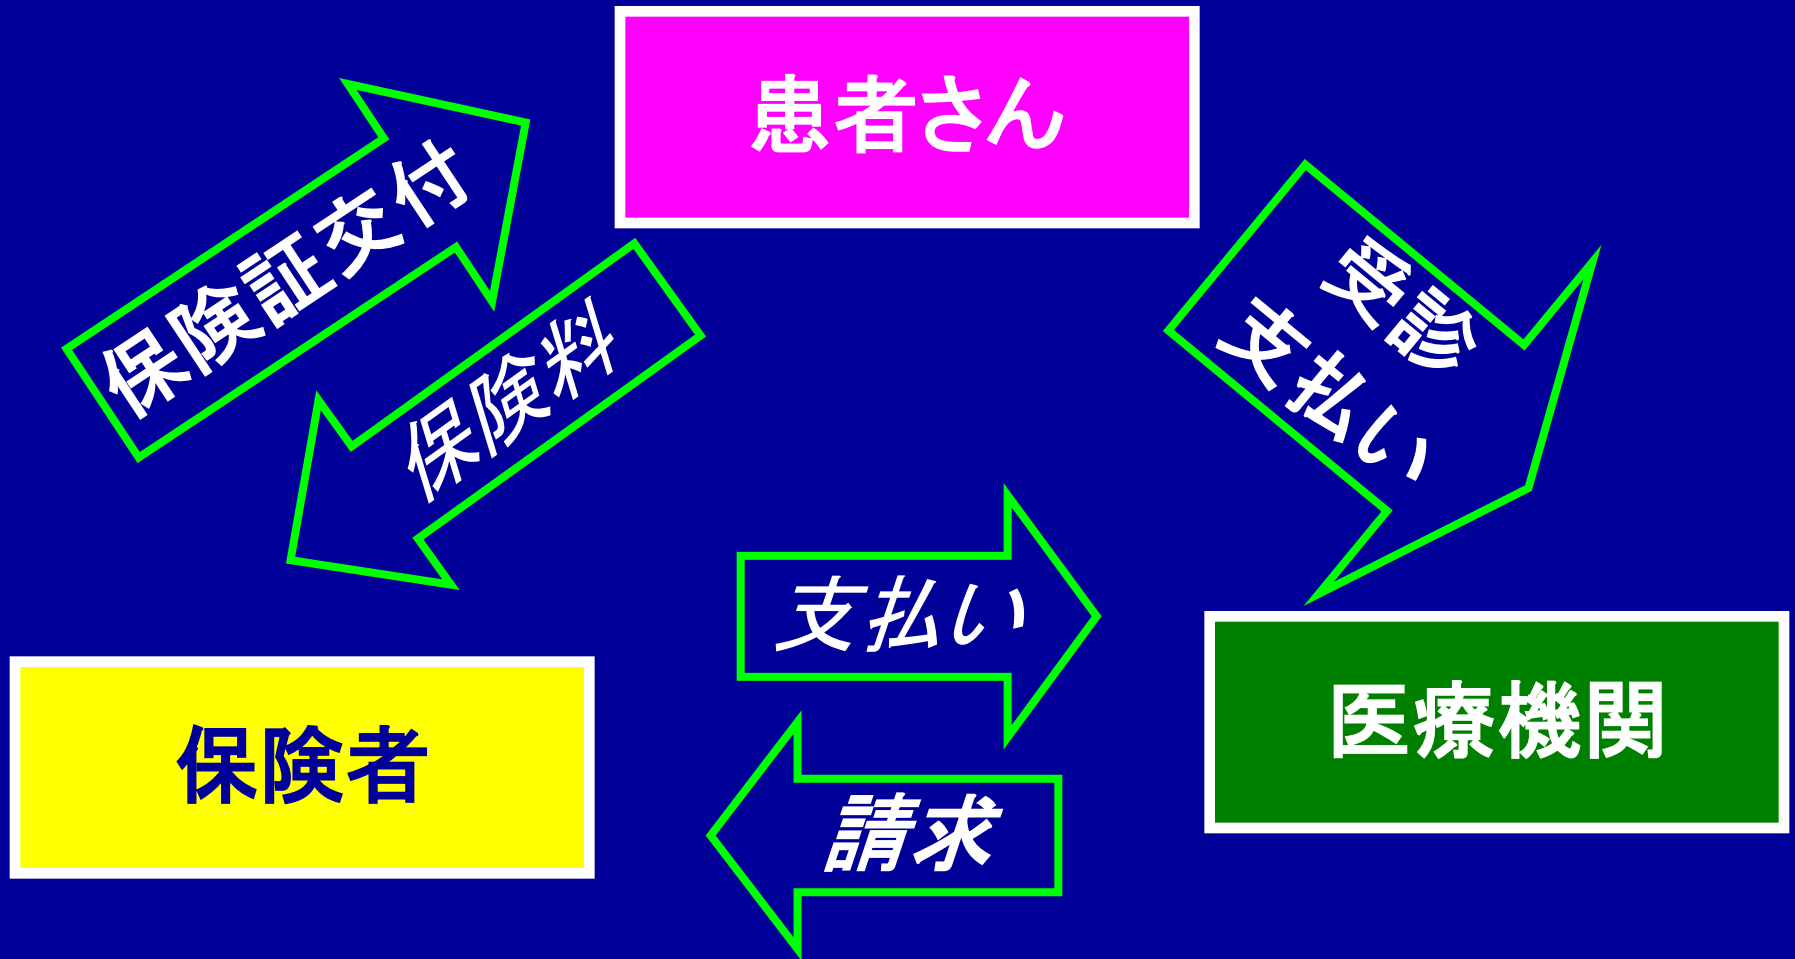 患者さん
保険証交付
保険料
受診
支払い
支払い
請求
保険者
医療機関